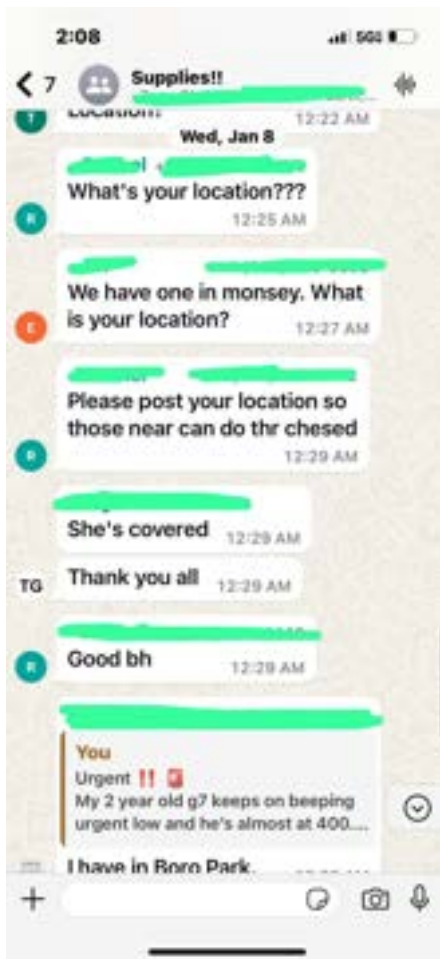 2:08
5GE
7
Supplies!!
Location?
12:22 AM
Wed, Jan 8
What's your location???
R
12:25 AM
We have one in monsey. What
is your location?
E
12:27 AM
Please post your location so
those near can do thr chesed
R
12:29 AM
She's covered
12:29 AM
Thank you all
TG
12:29 AM
Good bh
R
12:29 AM
You
Urgent ‼️ 🚨
My 2 year old g7 keeps on beeping
urgent low and he's almost at 400....
I have in Boro Park.